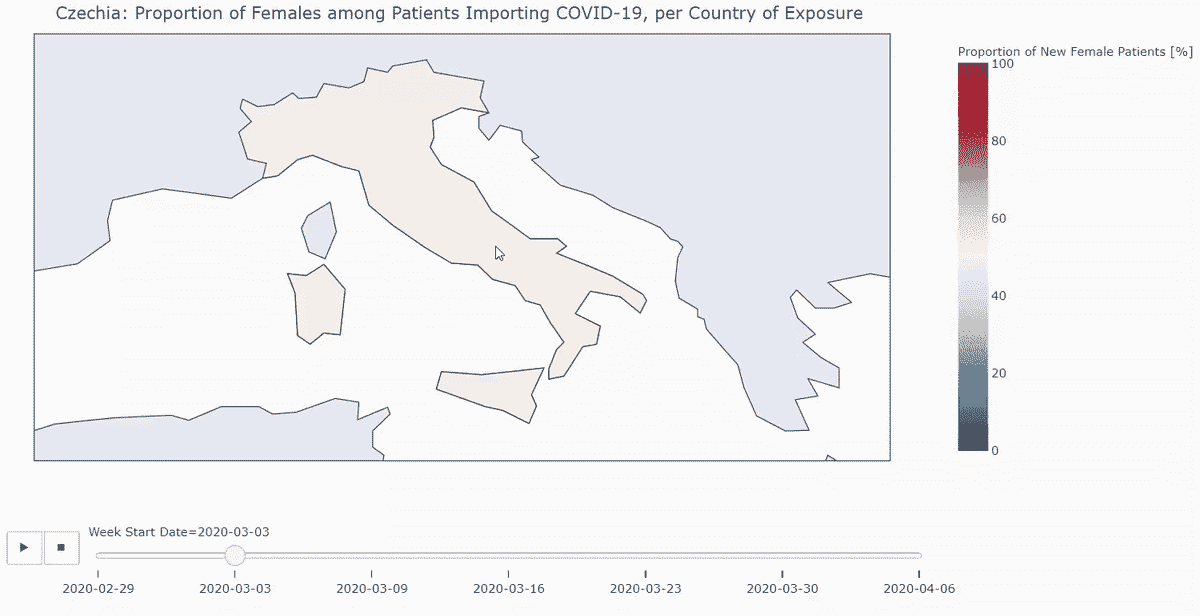 Czechia: Proportion of Females among Patients Importing COVID-19, per Country of Exposure
Proportion of New Female Patients [%]
100
80
60
40
20
0
Week Start Date=2020-03-03
2020-02-29 2020-03-03 2020-03-09 2020-03-16 2020-03-23 2020-03-30 2020-04-06